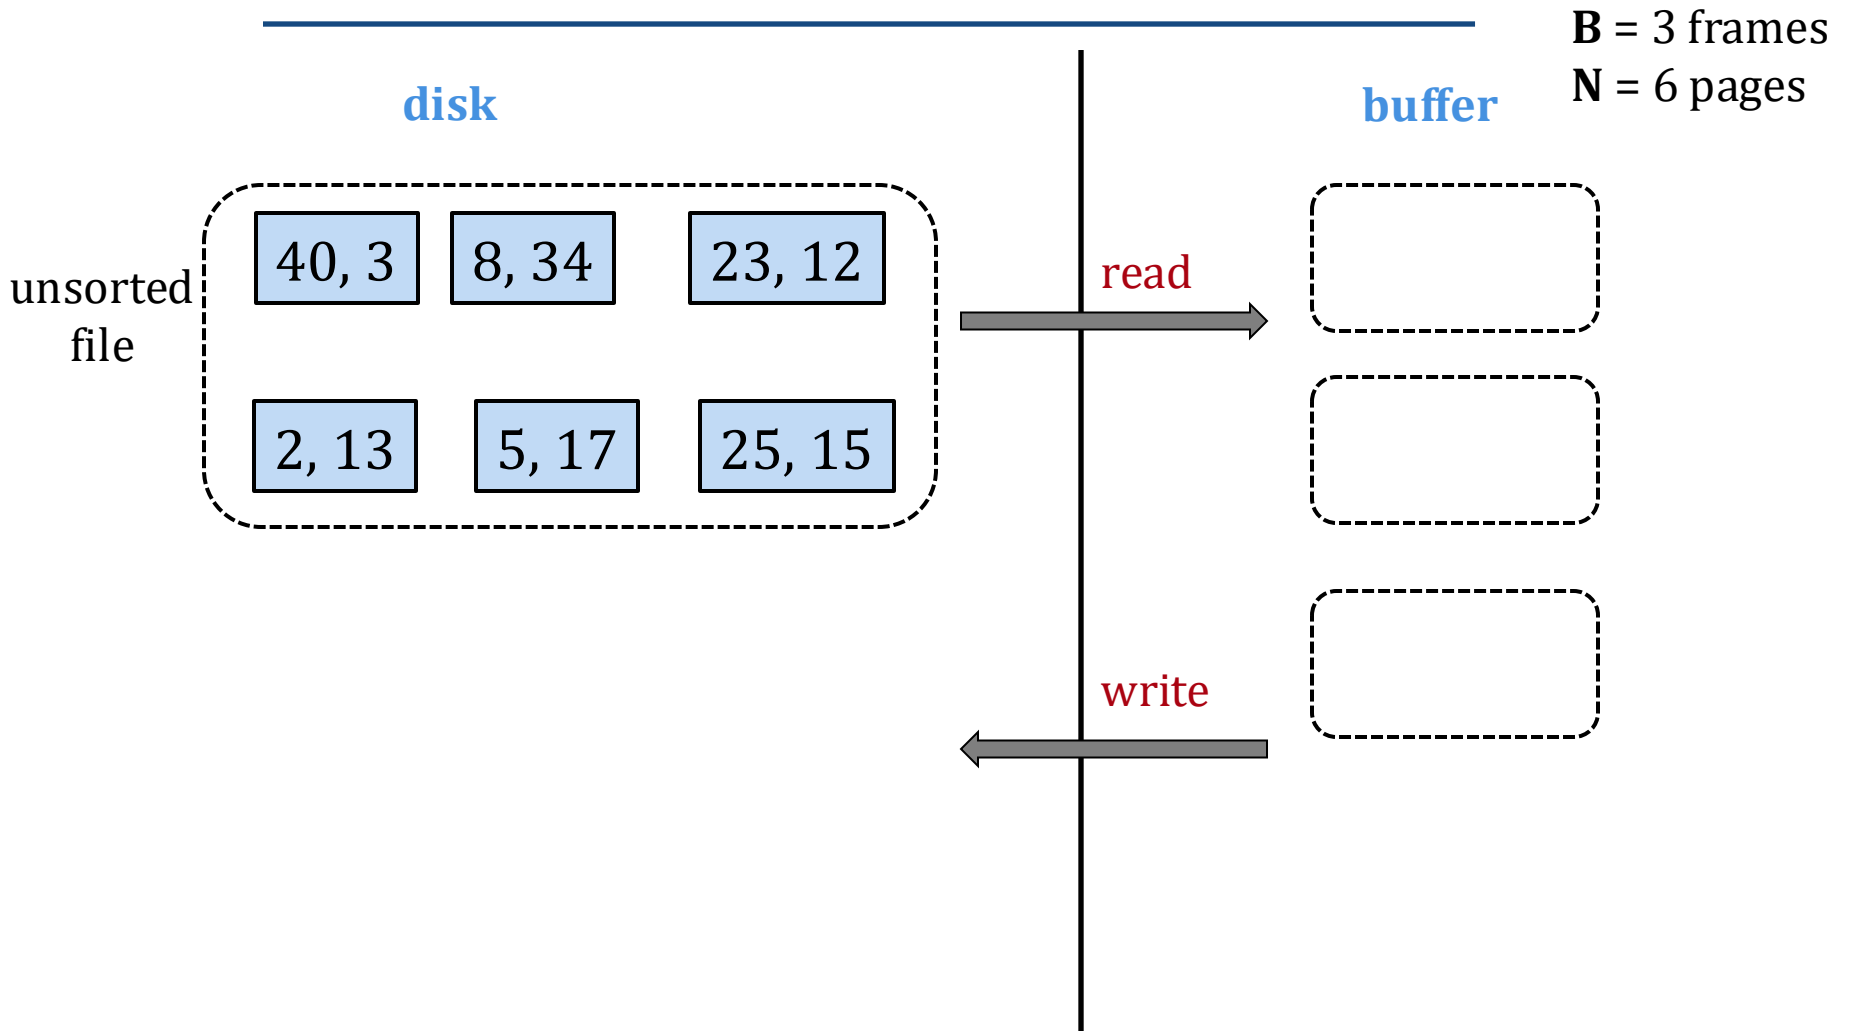 B = 3 frames
N = 6 pages
disk
buffer
40, 3
8, 34
23, 12
unsorted
file
read
2, 13
5, 17
25, 15
write